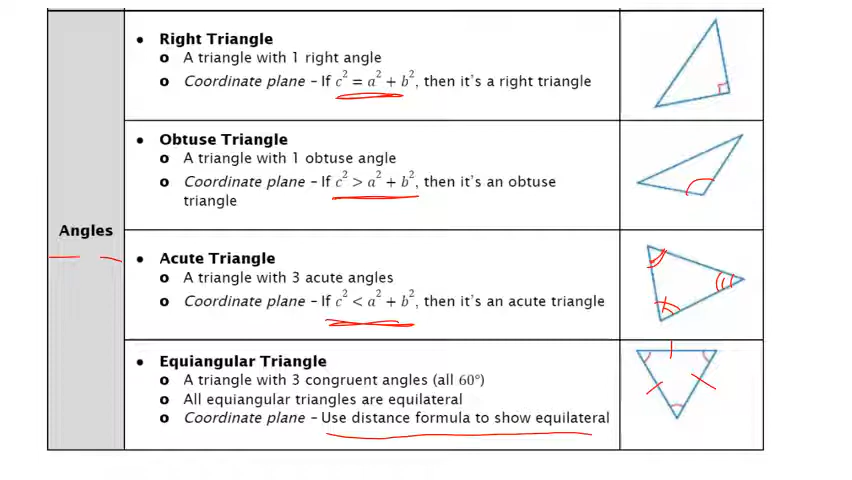 Angles
● Right Triangle
o A triangle with 1 right angle
o Coordinate plane – If c² = a² + b², then it's a right triangle
● Obtuse Triangle
o A triangle with 1 obtuse angle
o Coordinate plane – If c² > a² + b², then it's an obtuse
triangle
● Acute Triangle
o A triangle with 3 acute angles
o Coordinate plane – If c² < a² + b², then it's an acute triangle
● Equiangular Triangle
o A triangle with 3 congruent angles (all 60°)
o All equiangular triangles are equilateral
o Coordinate plane – Use distance formula to show equilateral